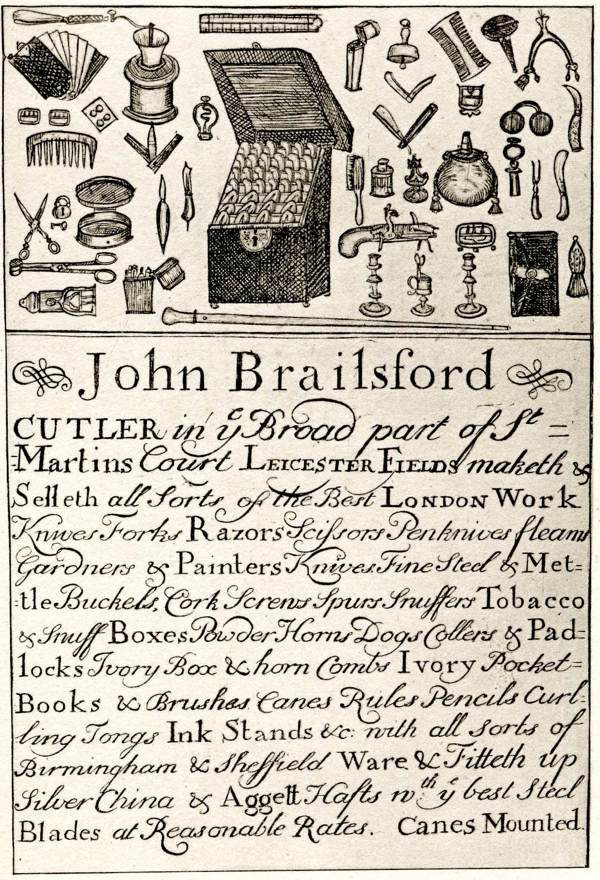 John Brailsford
CUTLER in yͤ Broad part of Sᵗ =
=Martins Court LEICESTER FIELDS maketh &
Selleth all Sorts of the Best LONDON Work
Knives Forks Razors Scissors Penknives fleams
Gardners & Painters Knives Fine Steel & Met=
=tle Buckels, Cork Screws Spurs Snuffers Tobacco
& Snuff Boxes Powder Horns Dogs Collers & Pad=
locks Ivory Box & horn Combs Ivory Pocket=
Books & Brushes Canes Rules Pencils Curl=
ling Tongs Ink Stands &c: with all sorts of
Birmingham & Sheffield Ware & Fitteth up
Silver China & Aggett Hafts wᵗʰ yͤ best Steel
Blades at Reasonable Rates. Canes Mounted.